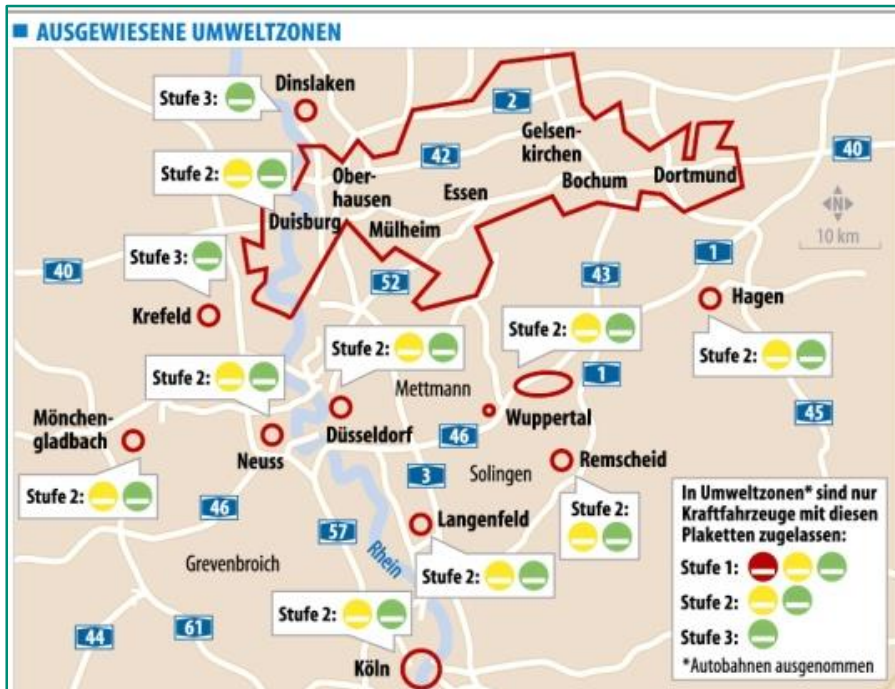 AUSGEWIESENE UMWELTZONEN
Dinslaken
Stufe 3:
2
Gelsen-
kirchen
42
40
Stufe 2:
Ober-
hausen
Essen
Bochum
Dortmund
Duisburg
Mülheim
N
10 km
40
Stufe 3:
52
43
1
Krefeld
Hagen
Stufe 2:
Stufe 2:
Stufe 2:
Stufe 2:
Mettmann
1
Mönchen-
gladbach
Neuss
Düsseldorf
46
Wuppertal
45
Stufe 2:
46
3
Solingen
Remscheid
57
Rhein
Langenfeld
Stufe 2:
Grevenbroich
Stufe 2:
Stufe 2:
44
61
Köln
In Umweltzonen* sind nur
Kraftfahrzeuge mit diesen
Plaketten zugelassen:
Stufe 1:
Stufe 2:
Stufe 3:
*Autobahnen ausgenommen